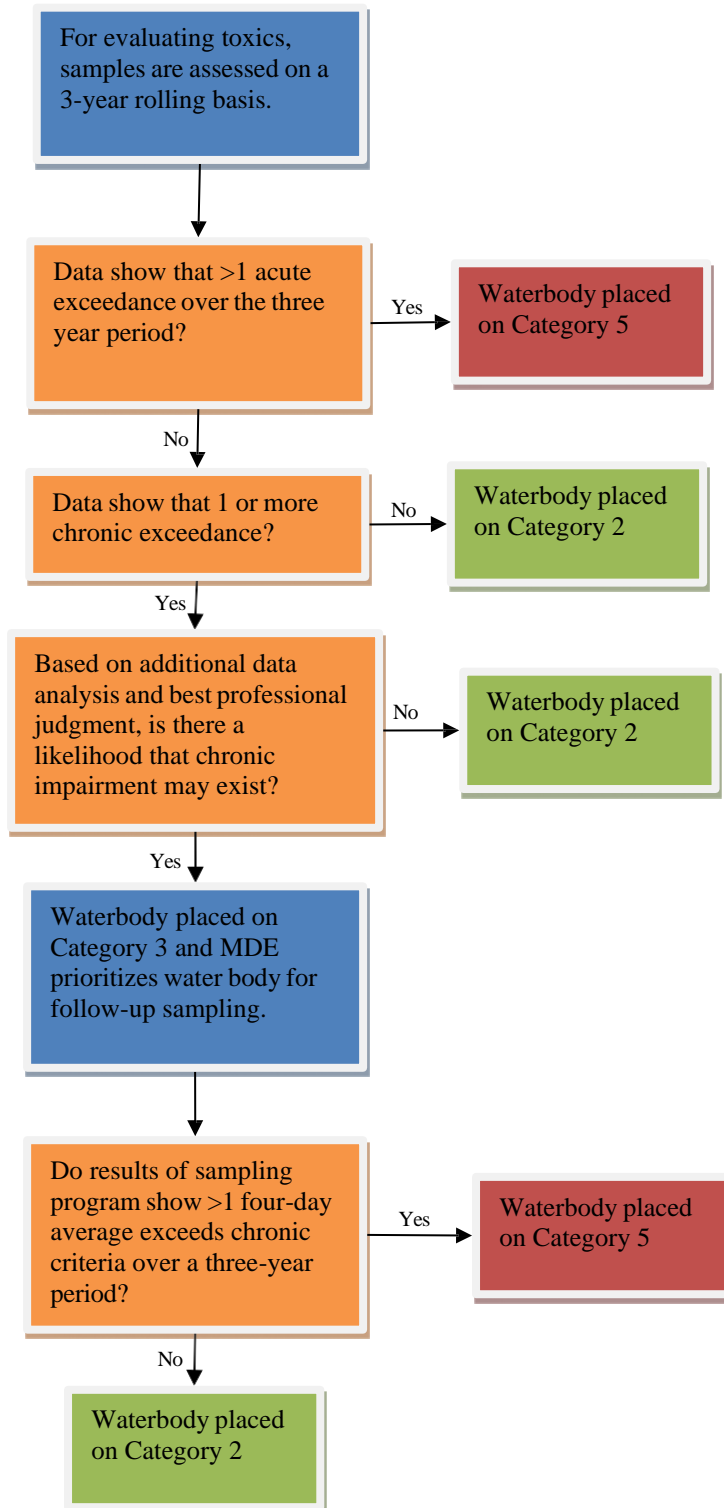 For evaluating toxics,
samples are assessed on a
3-year rolling basis.
Data show that >1 acute
exceedance over the three
year period?
Yes
Waterbody placed
on Category 5
No
Data show that 1 or more
chronic exceedance?
No
Waterbody placed
on Category 2
Yes
Based on additional data
analysis and best professional
judgment, is there a
likelihood that chronic
impairment may exist?
No
Waterbody placed
on Category 2
Yes
Waterbody placed on
Category 3 and MDE
prioritizes water body for
follow-up sampling.
Do results of sampling
program show >1 four-day
average exceeds chronic
criteria over a three-year
period?
Yes
Waterbody placed
on Category 5
No
Waterbody placed
on Category 2